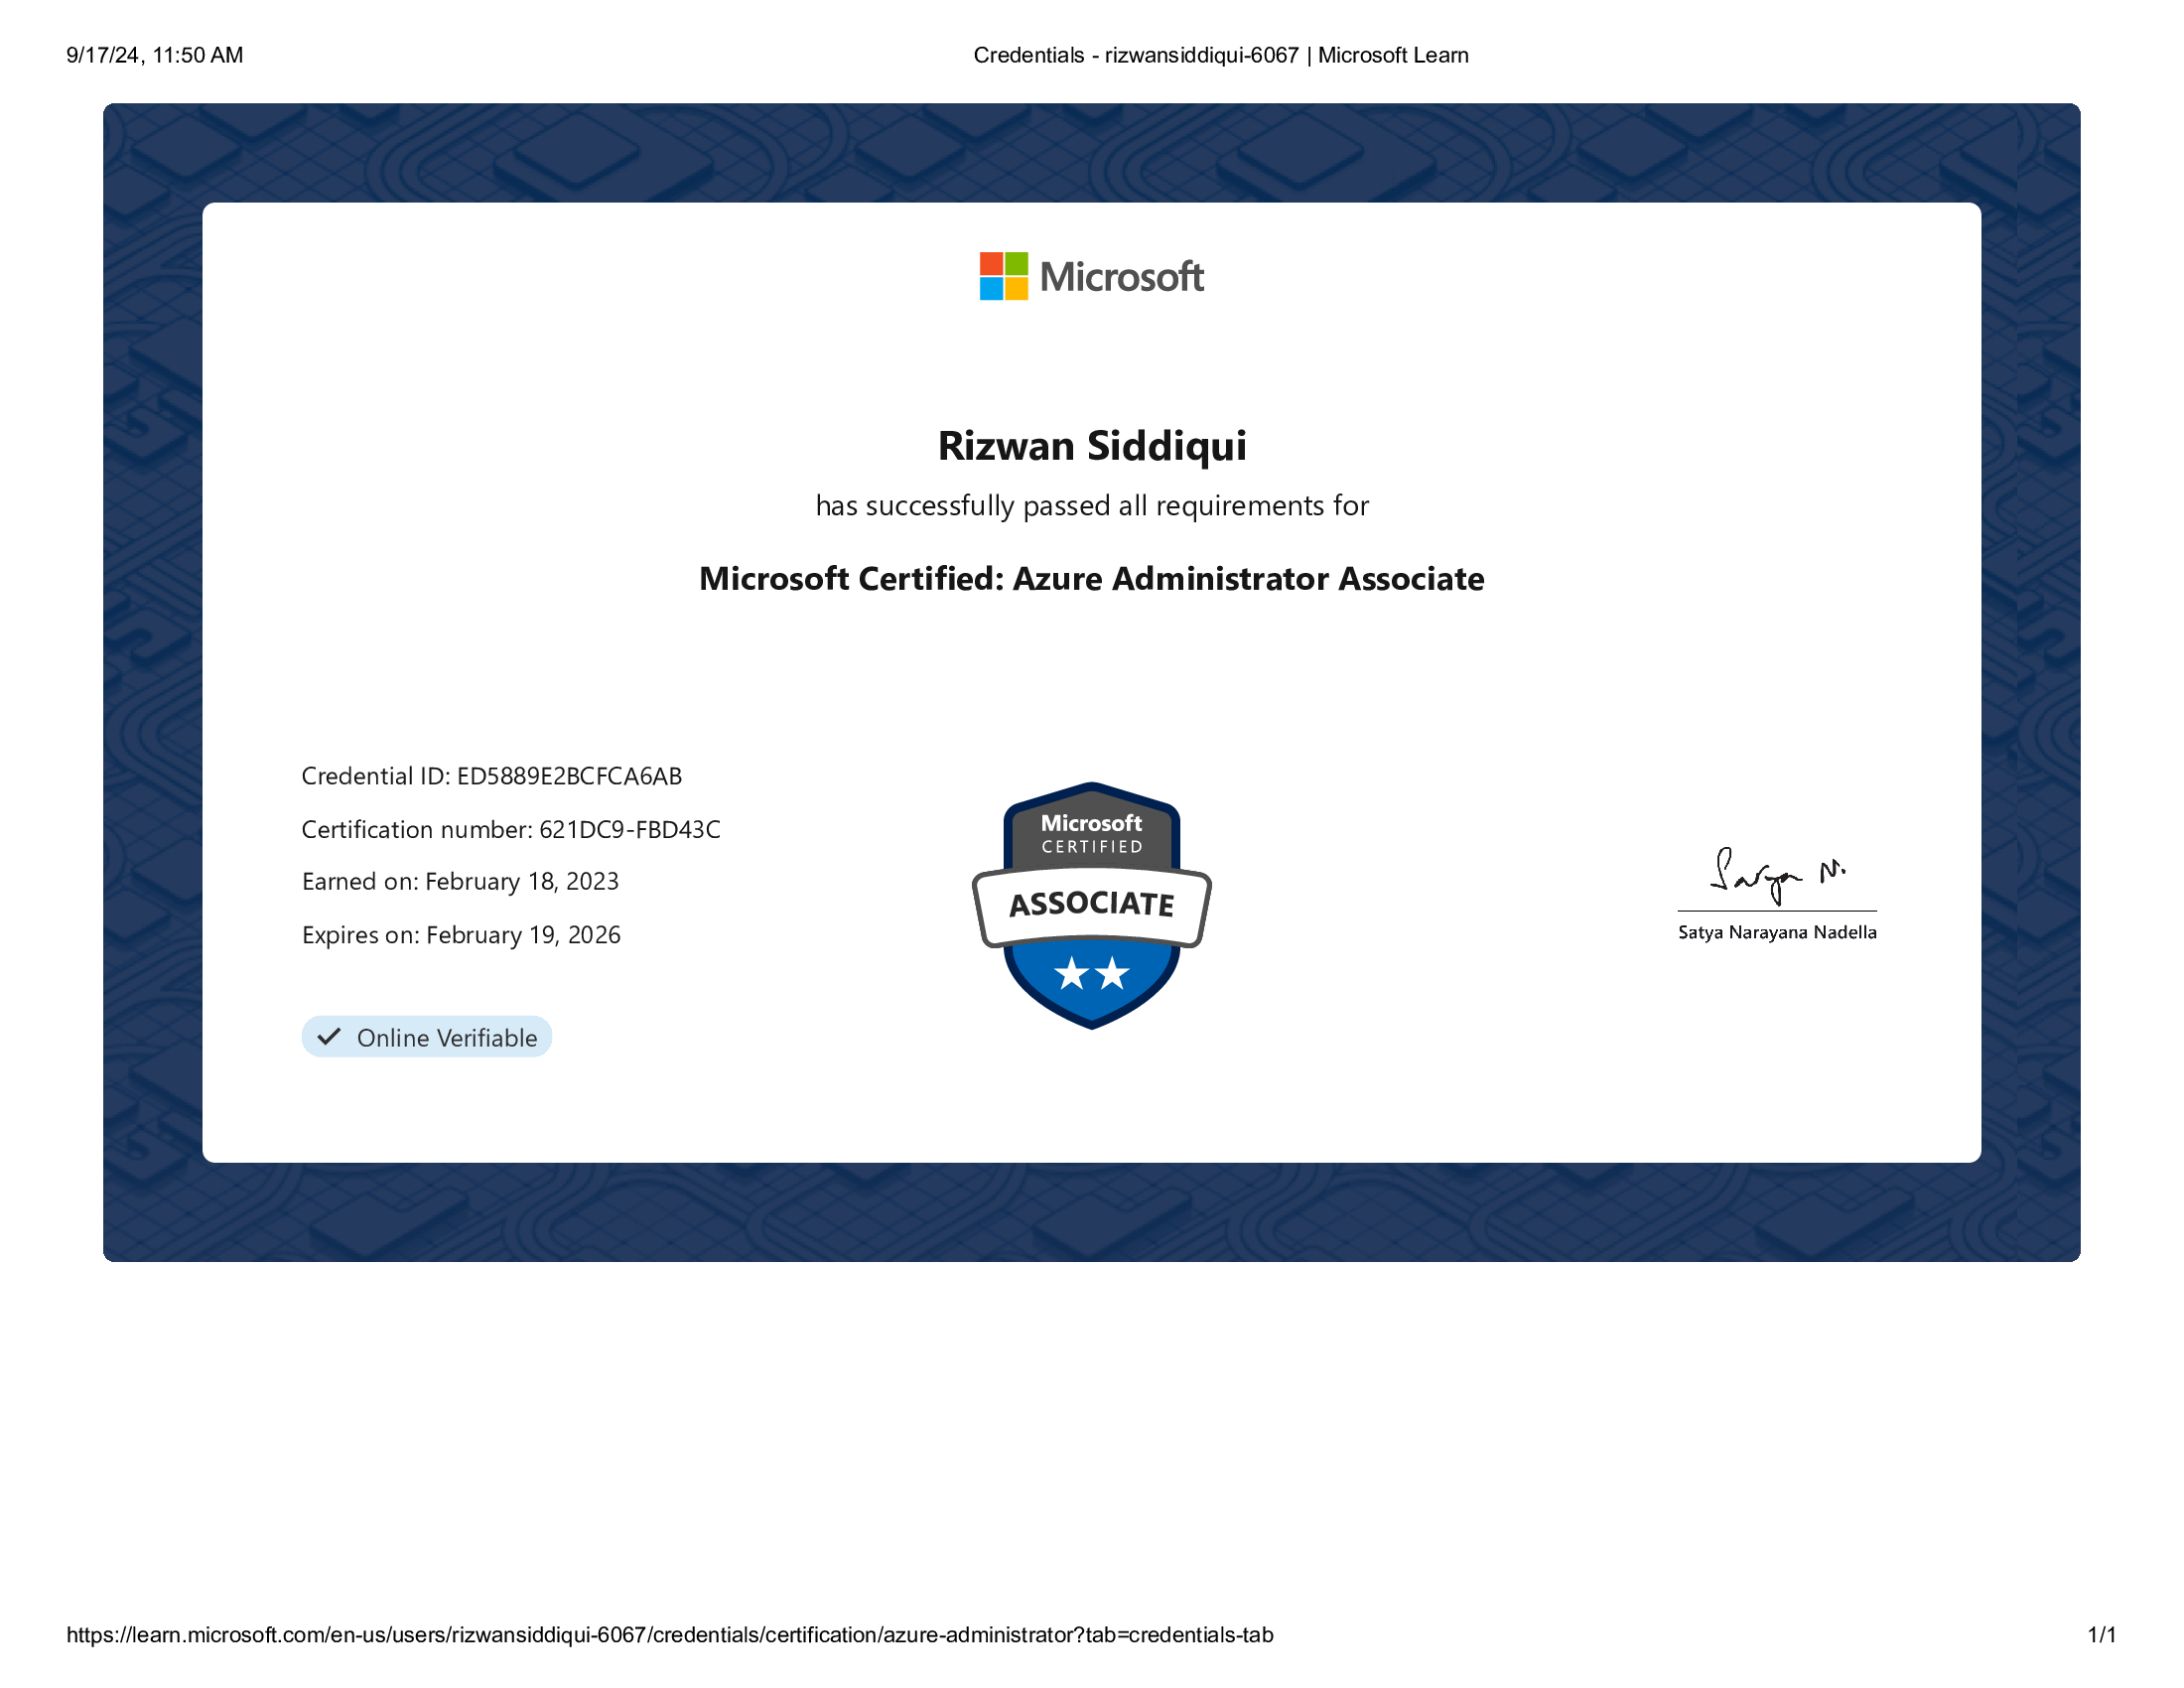 9/17/24, 11:50 AM
Credentials - rizwansiddiqui-6067 | Microsoft Learn
Microsoft
Rizwan Siddiqui
has successfully passed all requirements for
Microsoft Certified: Azure Administrator Associate
Credential ID: ED5889E2BCFCA6AB
Certification number: 621DC9-FBD43C
Earned on: February 18, 2023
Expires on: February 19, 2026
Online Verifiable
Microsoft
CERTIFIED
ASSOCIATE
Satya N.
Satya Narayana Nadella
https://learn.microsoft.com/en-us/users/rizwansiddiqui-6067/credentials/certification/azure-administrator?tab=credentials-tab
1/1